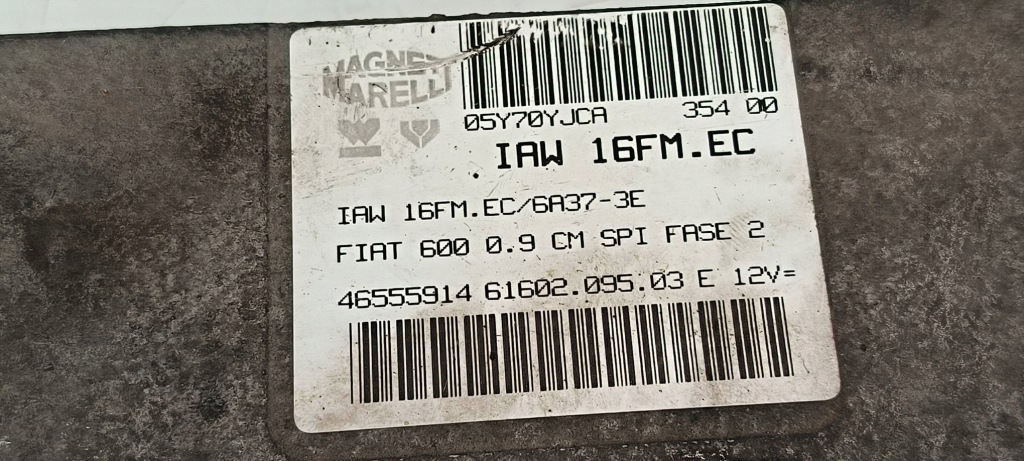 MAGNETI
MARELLI
05Y70YJCA 354 00
IAW 16FM.EC
IAW 16FM.EC/6A37-3E
FIAT 600 0.9 CM SPI FASE 2
46555914 61602.095.03 E 12V=